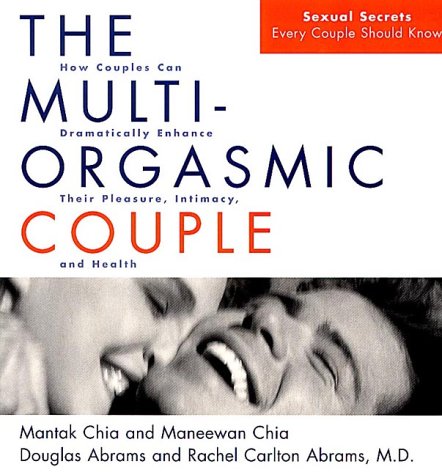 Sexual Secrets
Every Couple Should Know
THE
How Couples Can
MULTI-
Dramatically Enhance
ORGASMIC
Their Pleasure, Intimacy,
COUPLE
and Health
Mantak Chia and Maneewan Chia
Douglas Abrams and Rachel Carlton Abrams, M.D.